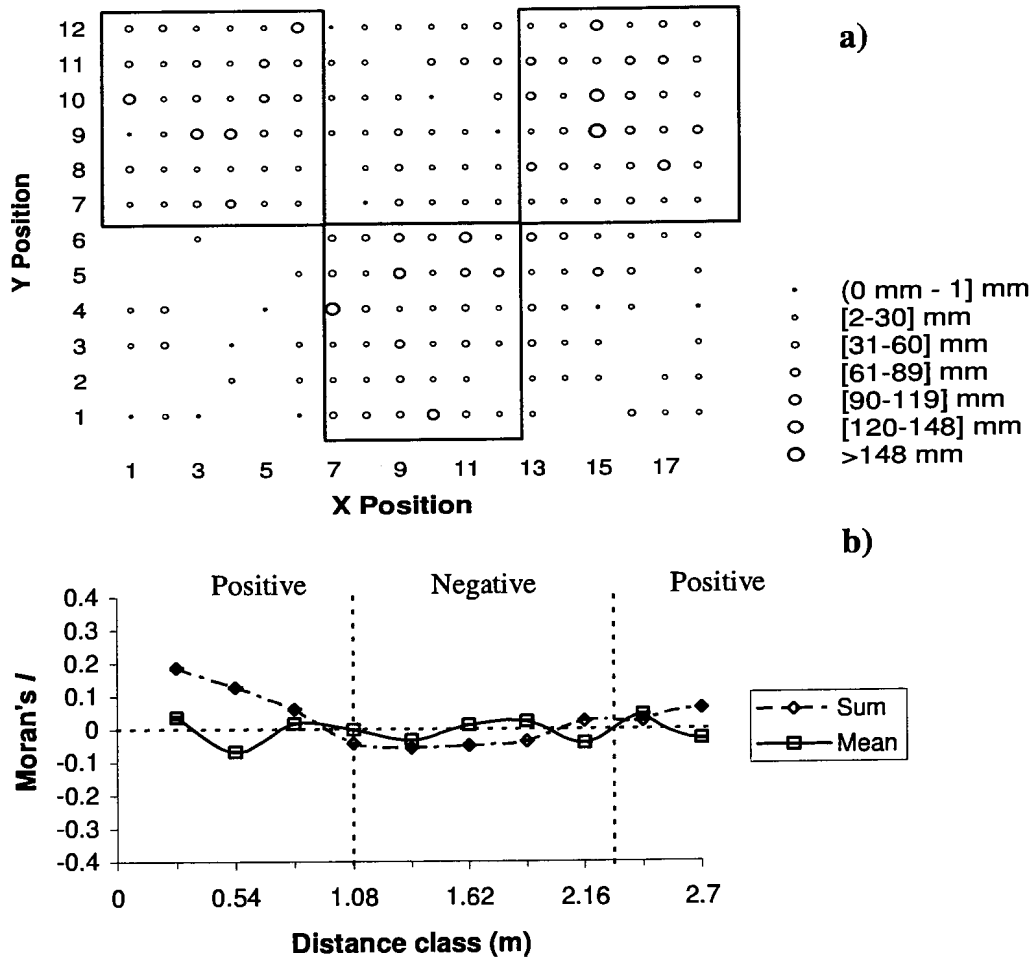 a)
12
11
10
9
8
7
6
5
4
3
2
1
Y Position
1 3 5 7 9 11 13 15 17
X Position
(0 mm - 1] mm
[2-30] mm
[31-60] mm
[61-89] mm
[90-119] mm
[120-148] mm
>148 mm
b)
Positive Negative Positive
0.4
0.3
0.2
0.1
0
-0.1
-0.2
-0.3
-0.4
Moran's I
0 0.54 1.08 1.62 2.16 2.7
Distance class (m)
Sum
Mean